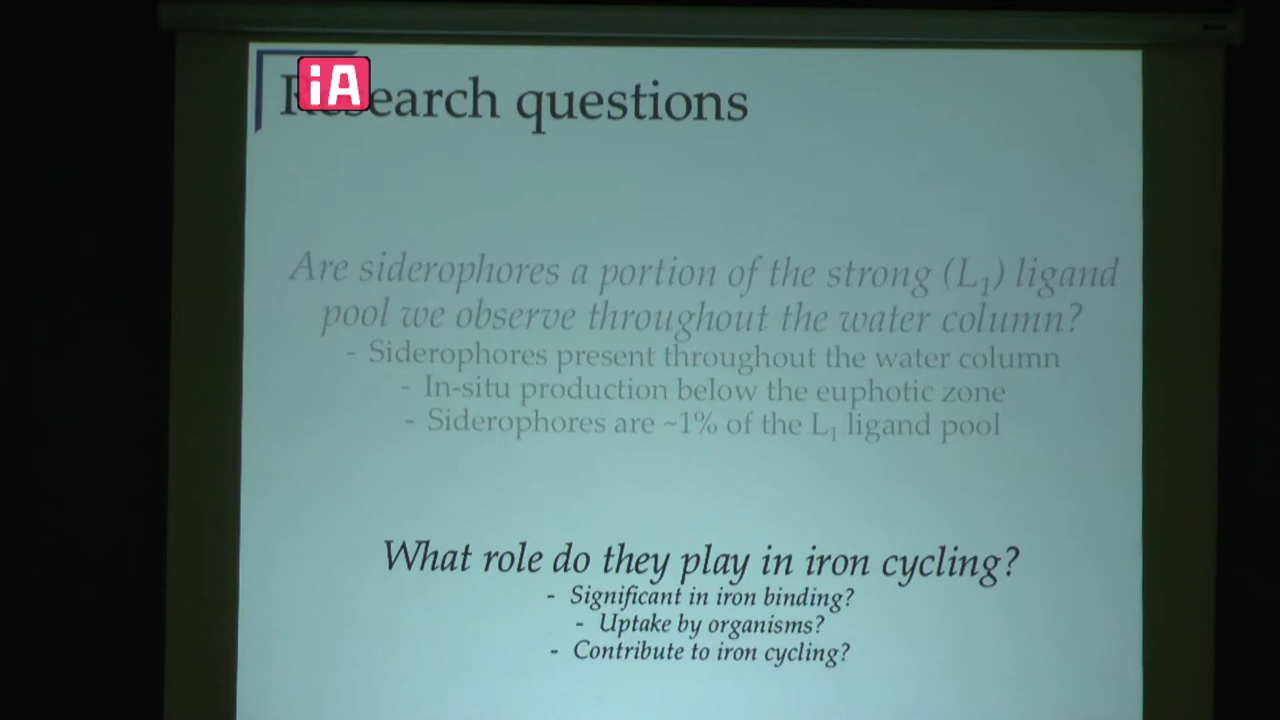 iA
Research questions
Are siderophores a portion of the strong (L₁) ligand
pool we observe throughout the water column?
- Siderophores present throughout the water column
- In-situ production below the euphotic zone
- Siderophores are ~1% of the L₁ ligand pool
What role do they play in iron cycling?
- Significant in iron binding?
- Uptake by organisms?
- Contribute to iron cycling?